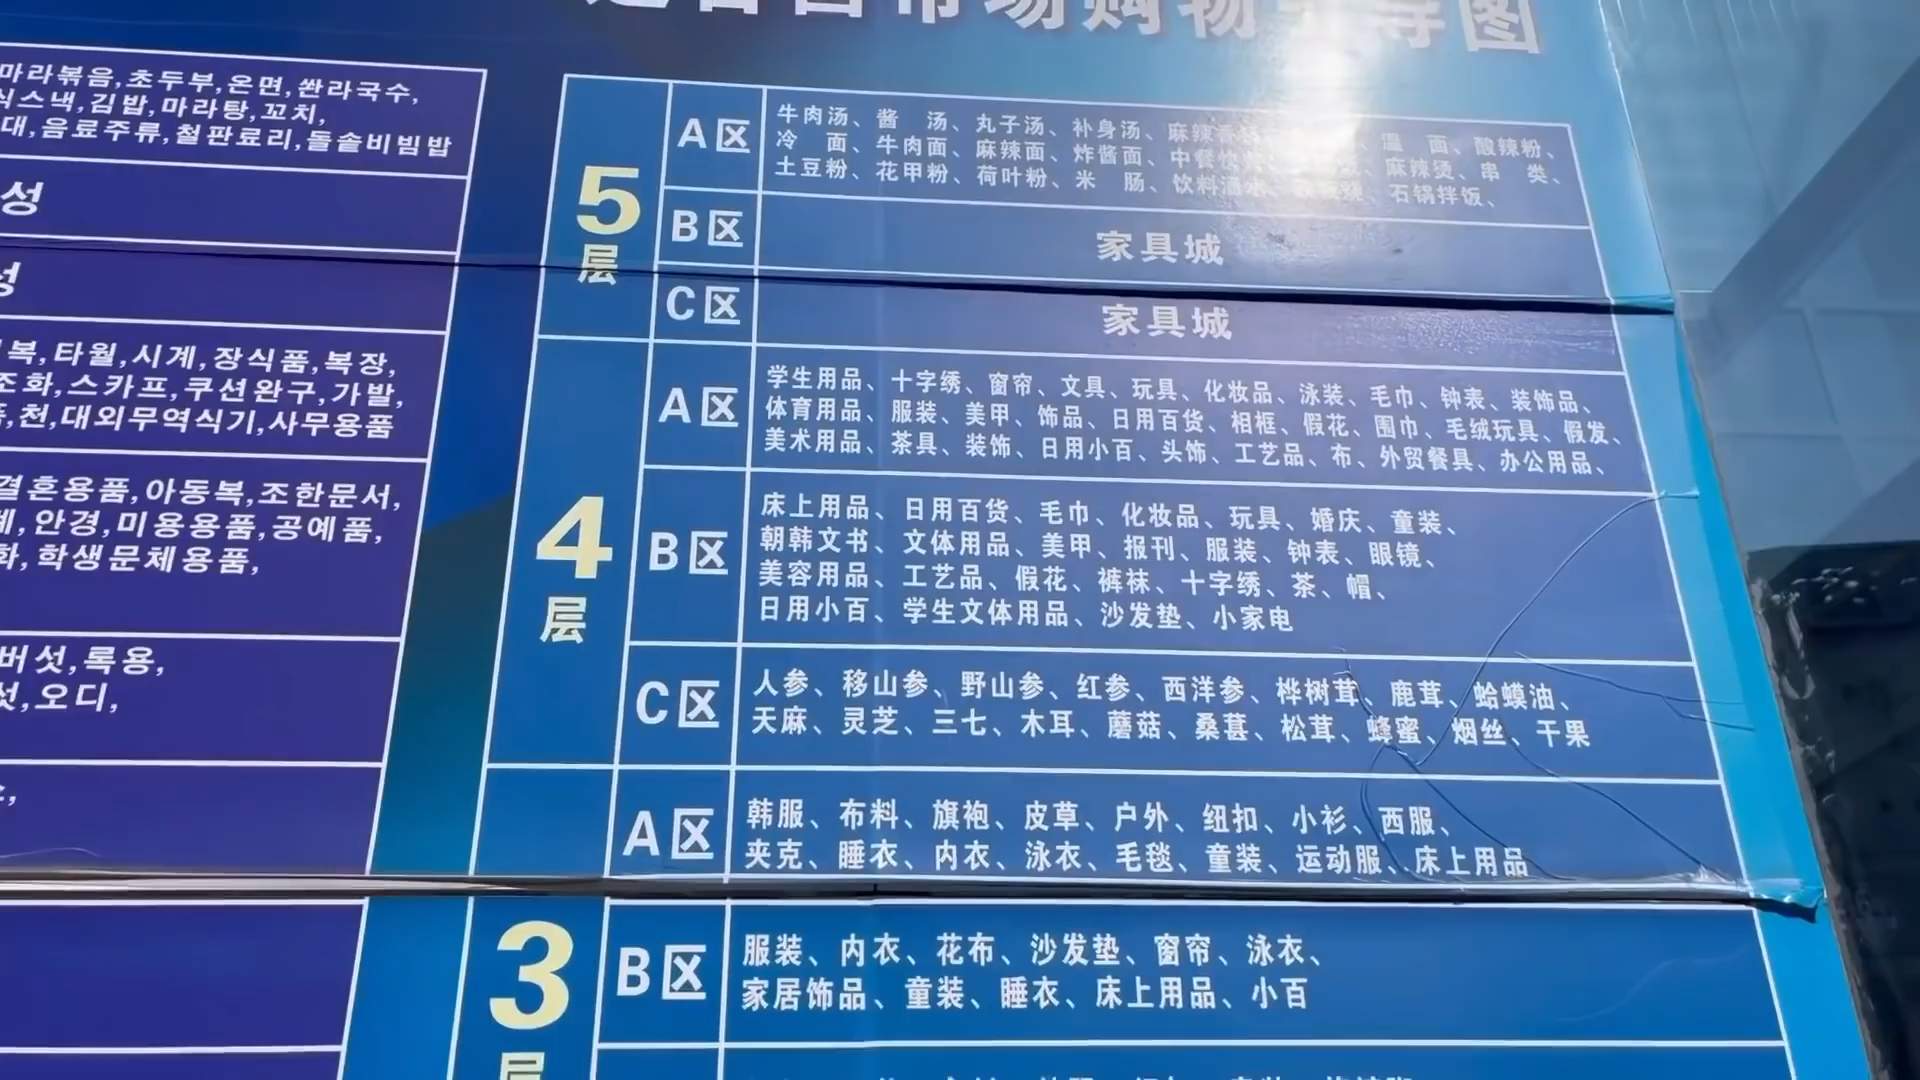 市场购物导图
마라볶음,초두부,온면,쏸라국수,
식스낵,김밥,마라탕,꼬치,
대,음료주류,철판료리,돌솥비빔밥
성
성
복,타월,시계,장식품,복장,
조화,스카프,쿠션완구,가발,
천,대외무역식기,사무용품
결혼용품,아동복,조한문서,
안경,미용용품,공예품,
화,학생문체용품,
버섯,록용,
섯,오디,
5层
A区
牛肉汤、酱 汤、丸子汤、补身汤、麻辣 温 面、酸辣粉、
冷 面、牛肉面、麻辣面、炸酱面、中餐 麻辣烫、串 类、
土豆粉、花甲粉、荷叶粉、米 肠、饮料酒水、石锅拌饭、
B区
家具城
C区
家具城
4层
A区
学生用品、十字绣、窗帘、文具、玩具、化妆品、泳装、毛巾、钟表、装饰品、
体育用品、服装、美甲、饰品、日用百货、相框、假花、围巾、毛绒玩具、假发、
美术用品、茶具、装饰、日用小百、头饰、工艺品、布、外贸餐具、办公用品、
B区
床上用品、日用百货、毛巾、化妆品、玩具、婚庆、童装、
朝韩文书、文体用品、美甲、报刊、服装、钟表、眼镜、
美容用品、工艺品、假花、裤袜、十字绣、茶、帽、
日用小百、学生文体用品、沙发垫、小家电
C区
人参、移山参、野山参、红参、西洋参、桦树茸、鹿茸、蛤蟆油、
天麻、灵芝、三七、木耳、蘑菇、桑葚、松茸、蜂蜜、烟丝、干果
3层
A区
韩服、布料、旗袍、皮草、户外、纽扣、小衫、西服、
夹克、睡衣、内衣、泳衣、毛毯、童装、运动服、床上用品
B区
服装、内衣、花布、沙发垫、窗帘、泳衣、
家居饰品、童装、睡衣、床上用品、小百